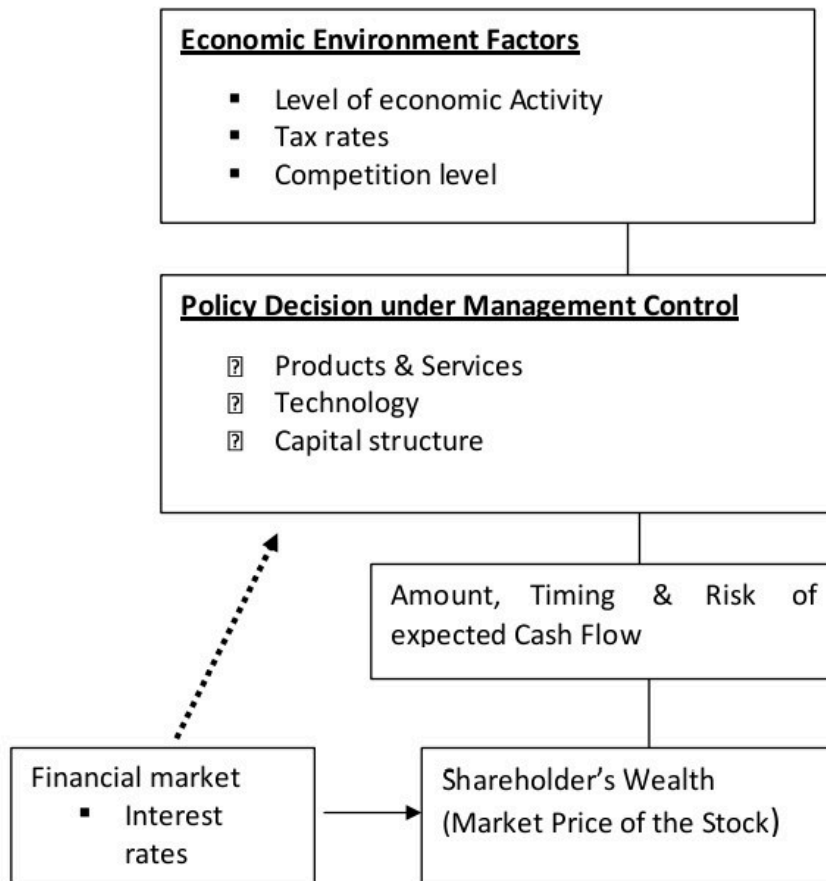 Economic Environment Factors
▪ Level of economic Activity
▪ Tax rates
▪ Competition level
Policy Decision under Management Control
⍰ Products & Services
⍰ Technology
⍰ Capital structure
Amount, Timing & Risk of
expected Cash Flow
Financial market
▪ Interest
rates
Shareholder’s Wealth
(Market Price of the Stock)